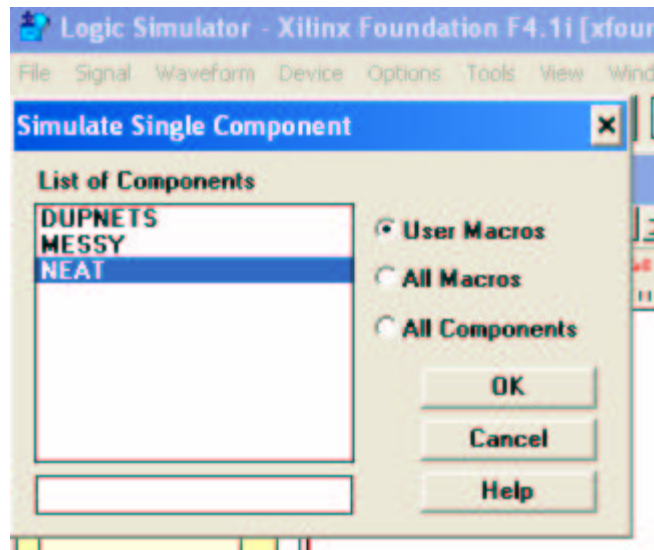 Logic Simulator - Xilinx Foundation F4.1i [xfour
File Signal Waveform Device Options Tools View Wind
Simulate Single Component
List of Components
DUPNETS
MESSY
NEAT
User Macros
All Macros
All Components
OK
Cancel
Help